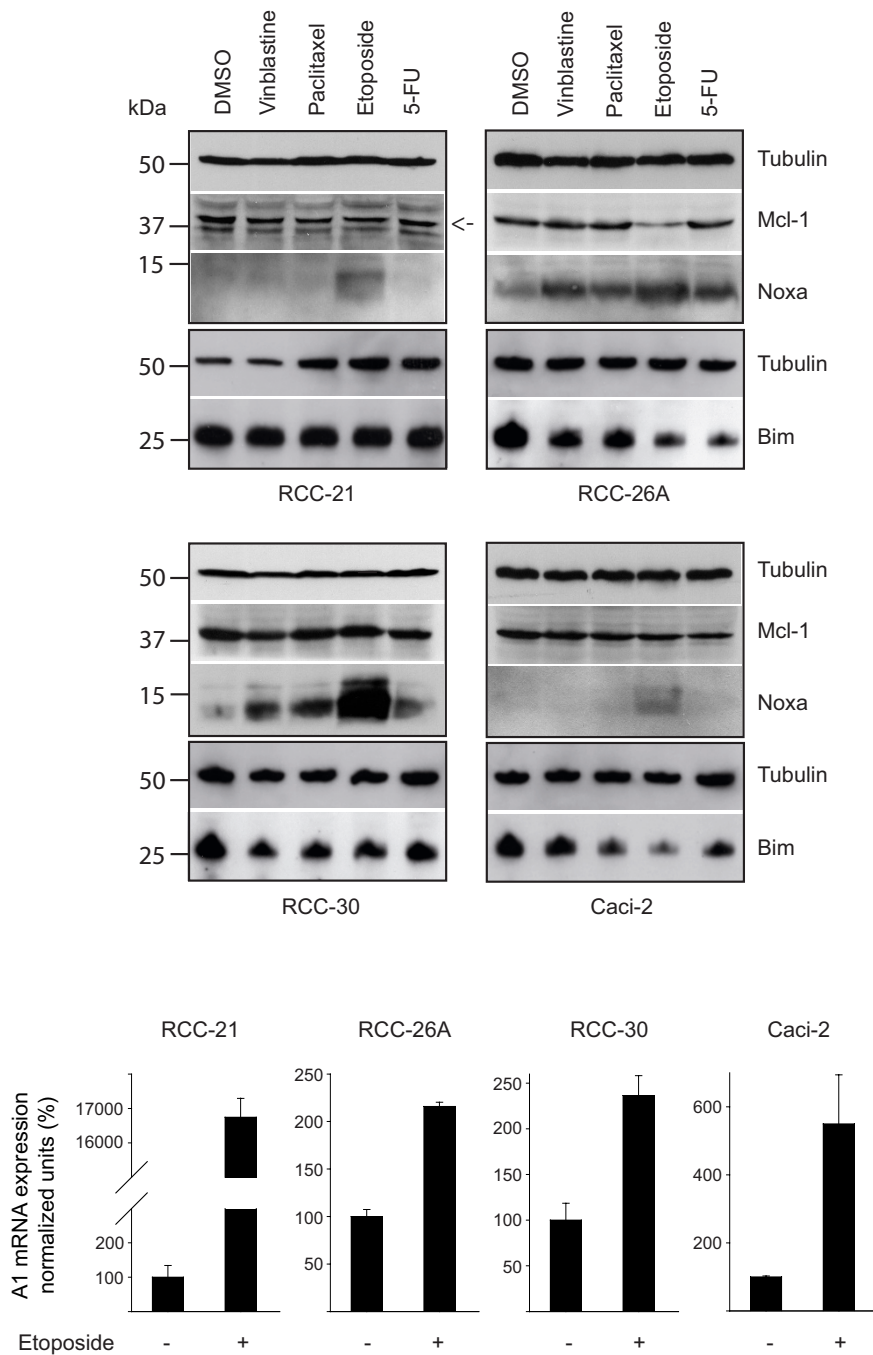 kDa
DMSO Vinblastine Paclitaxel Etoposide 5-FU DMSO Vinblastine Paclitaxel Etoposide 5-FU
50 Tubulin
37 <- Mcl-1
15 Noxa
50 Tubulin
25 Bim
RCC-21 RCC-26A
50 Tubulin
37 Mcl-1
15 Noxa
50 Tubulin
25 Bim
RCC-30 Caci-2
RCC-21 RCC-26A RCC-30 Caci-2
A1 mRNA expression
normalized units (%)
17000
16000
200
100
250
200
150
100
50
250
200
150
100
50
600
400
200
Etoposide - + - + - + - +